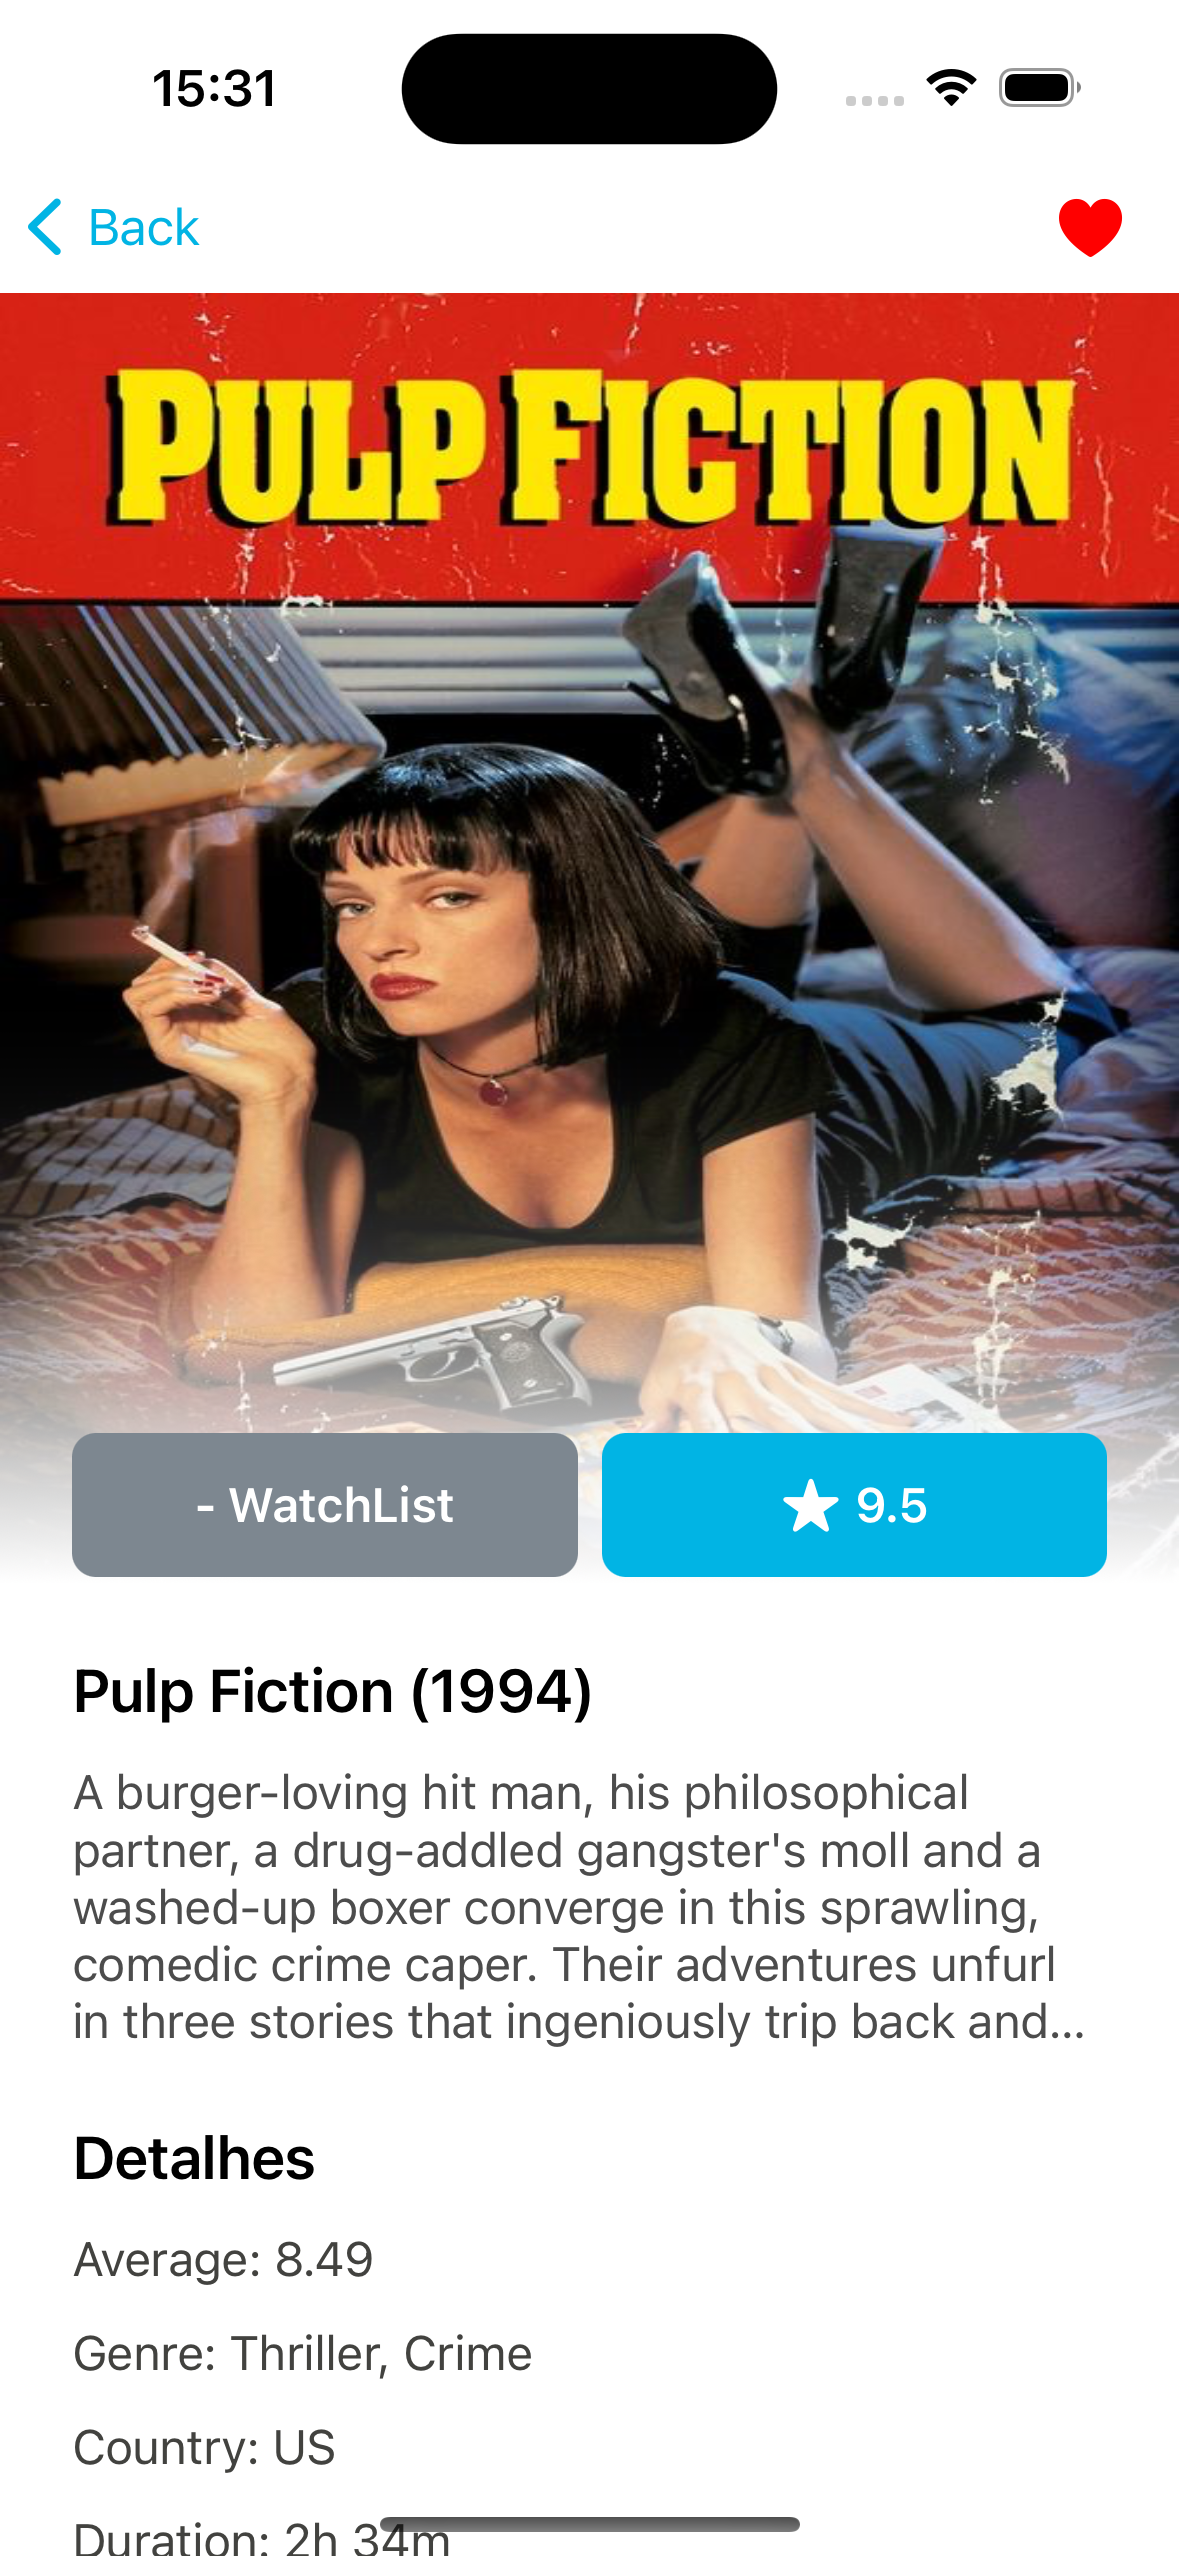 15:31
Back
PULP FICTION
- WatchList
9.5
Pulp Fiction (1994)
A burger-loving hit man, his philosophical
partner, a drug-addled gangster's moll and a
washed-up boxer converge in this sprawling,
comedic crime caper. Their adventures unfurl
in three stories that ingeniously trip back and...
Detalhes
Average: 8.49
Genre: Thriller, Crime
Country: US
Duration: 2h 34m